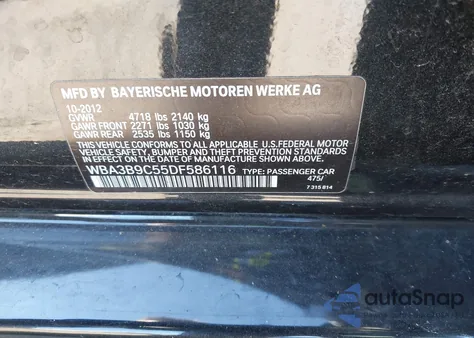 MFD BY BAYERISCHE MOTOREN WERKE AG
10-2012
GVWR 4718 lbs 2140 kg
GAWR FRONT 2271 lbs 1030 kg
GAWR REAR 2535 lbs 1150 kg
THIS VEHICLE CONFORMS TO ALL APPLICABLE U.S.FEDERAL MOTOR
VEHICLE SAFETY, BUMPER AND THEFT PREVENTION
STANDARDS IN EFFECT ON THE DATE OF
MANUFACTURE SHOWN ABOVE.
WBA3B9C55DF586116 TYPE: PASSENGER CAR
475/
7 315 814
autoSnap